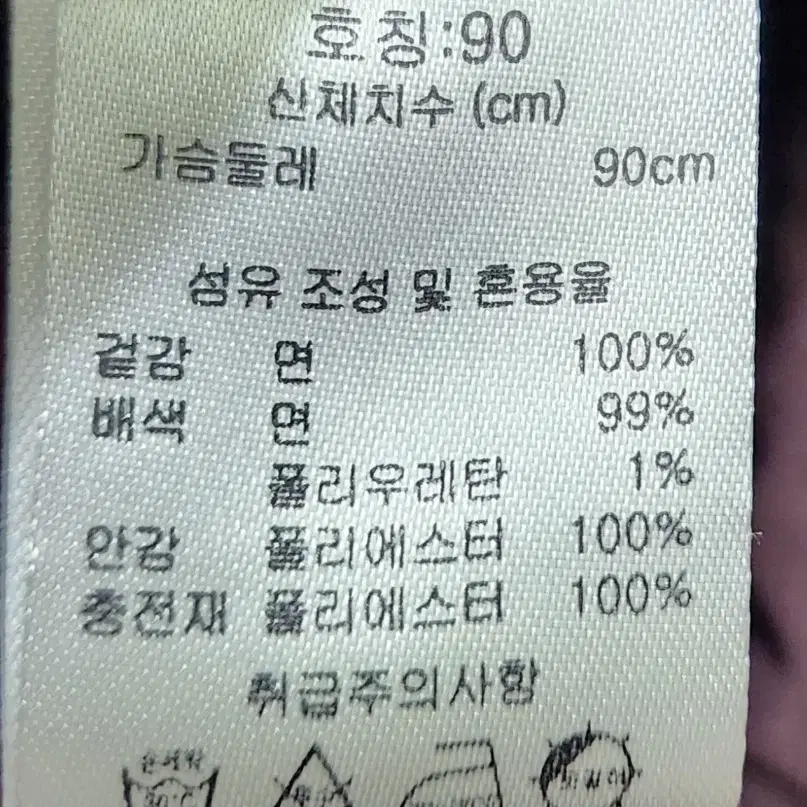 호칭:90
신체치수 (cm)
가슴둘레 90cm
섬유 조성 및 혼용율
겉감 면 100%
배색 면 99%
폴리우레탄 1%
안감 폴리에스터 100%
충전재 폴리에스터 100%
취급주의사항
손세탁